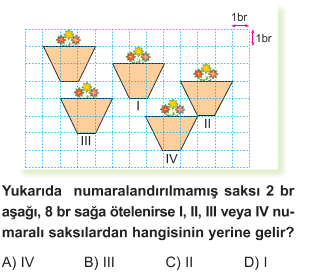 1br
1br
I
II
III
IV
Yukarıda numaralandırılmamış saksı 2 br
aşağı, 8 br sağa ötelenirse I, II, III veya IV nu-
maralı saksılardan hangisinin yerine gelir?
A) IV B) III C) II D) I